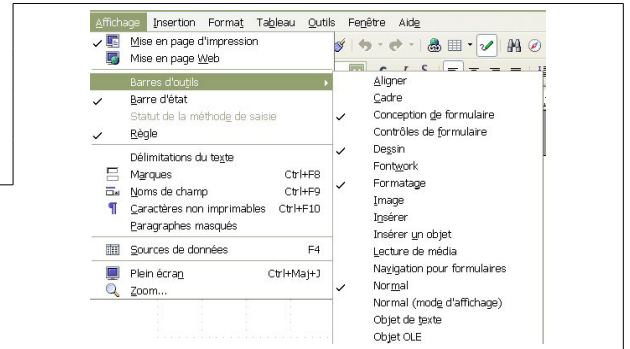 Affichage Insertion Format Tableau Outils Fenêtre Aide
Mise en page d'impression
Mise en page Web
Barres d'outils
Barre d'état
Statut de la méthode de saisie
Règle
Délimitations du texte
Marques Ctrl+F8
Noms de champ Ctrl+F9
Caractères non imprimables Ctrl+F10
Paragraphes masqués
Sources de données F4
Plein écran Ctrl+Maj+J
Zoom...
Aligner
Cadre
Conception de formulaire
Contrôles de formulaire
Dessin
Fontwork
Formatage
Image
Insérer
Insérer un objet
Lecture de média
Navigation pour formulaires
Normal
Normal (mode d'affichage)
Objet de texte
Objet OLE